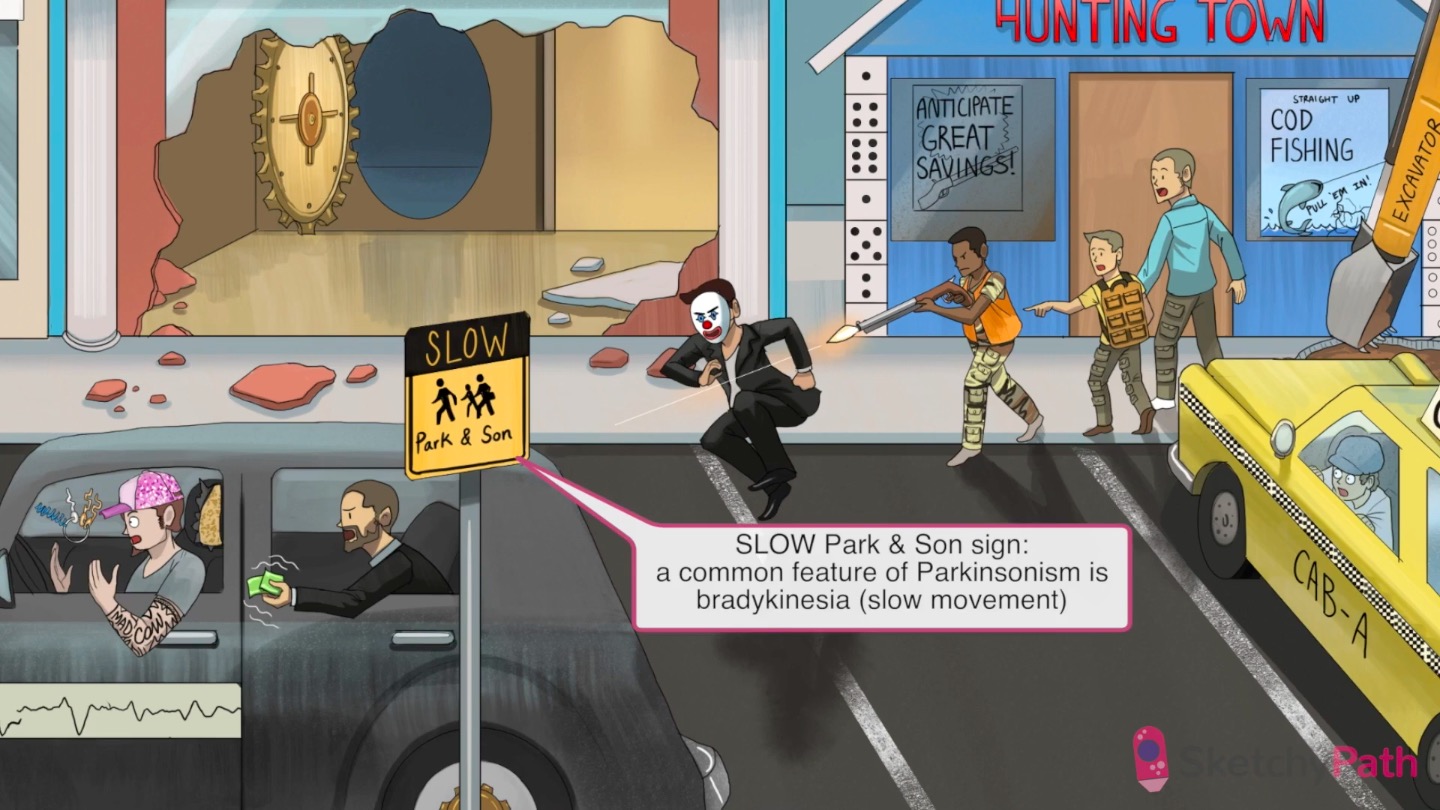 HUNTING TOWN
ANTICIPATE
GREAT
SAVINGS!
STRAIGHT UP
COD
FISHING
PULL 'EM IN!
EXCAVATOR
SLOW
Park & Son
SLOW Park & Son sign:
a common feature of Parkinsonism is
bradykinesia (slow movement)
MAD COW
CAB-A
SketchyPath